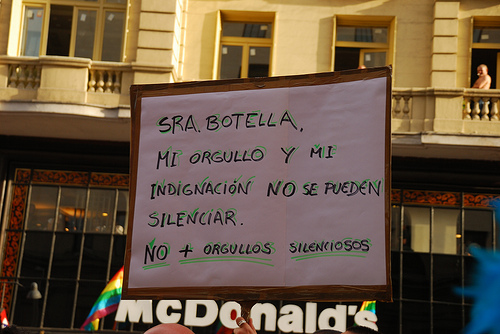 SRA. BOTELLA,
MI ORGULLO Y MI
INDIGNACIÓN NO SE PUEDEN
SILENCIAR.
NO + ORGULLOS SILENCIOSOS
McDonald's